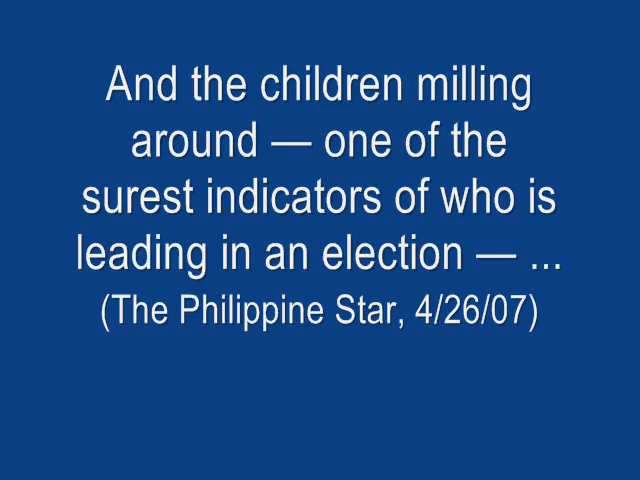 And the children milling
around — one of the
surest indicators of who is
leading in an election — ...
(The Philippine Star, 4/26/07)